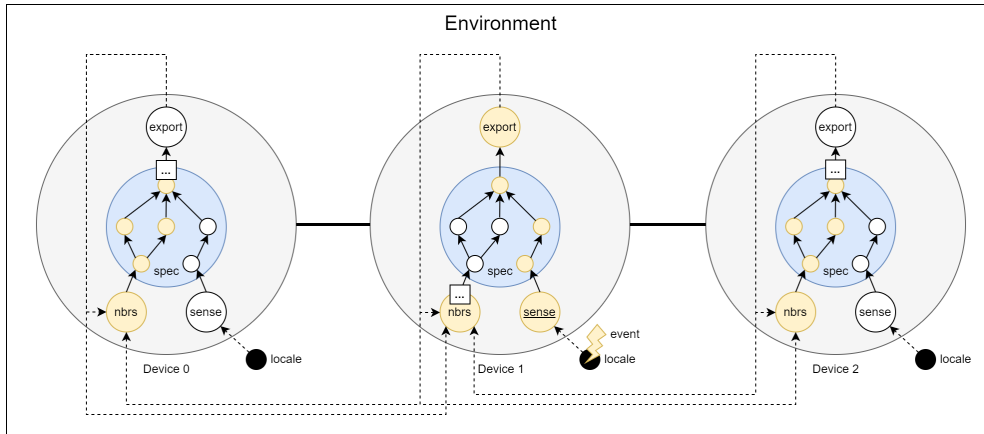 Environment
export
...
spec
nbrs
sense
locale
Device 0
export
spec
...
nbrs
sense
event
locale
Device 1
export
...
spec
nbrs
sense
locale
Device 2